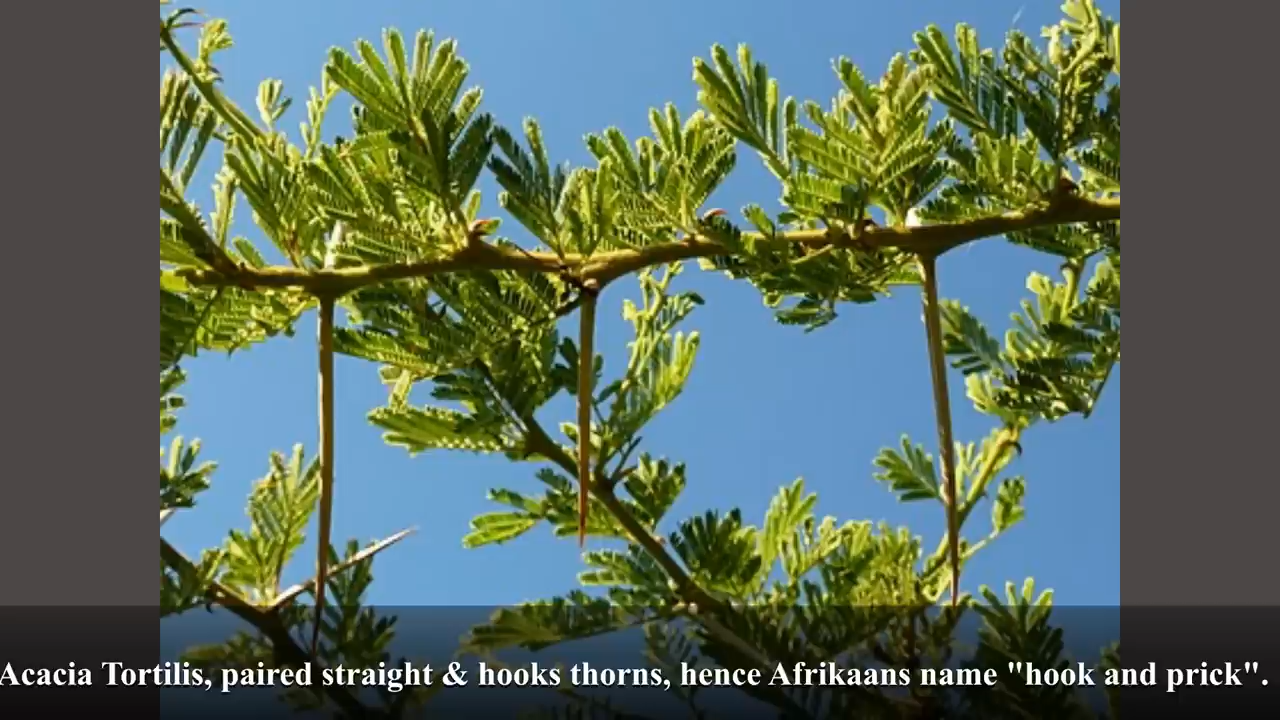 Acacia Tortilis, paired straight & hooks thorns, hence Afrikaans name "hook and prick".